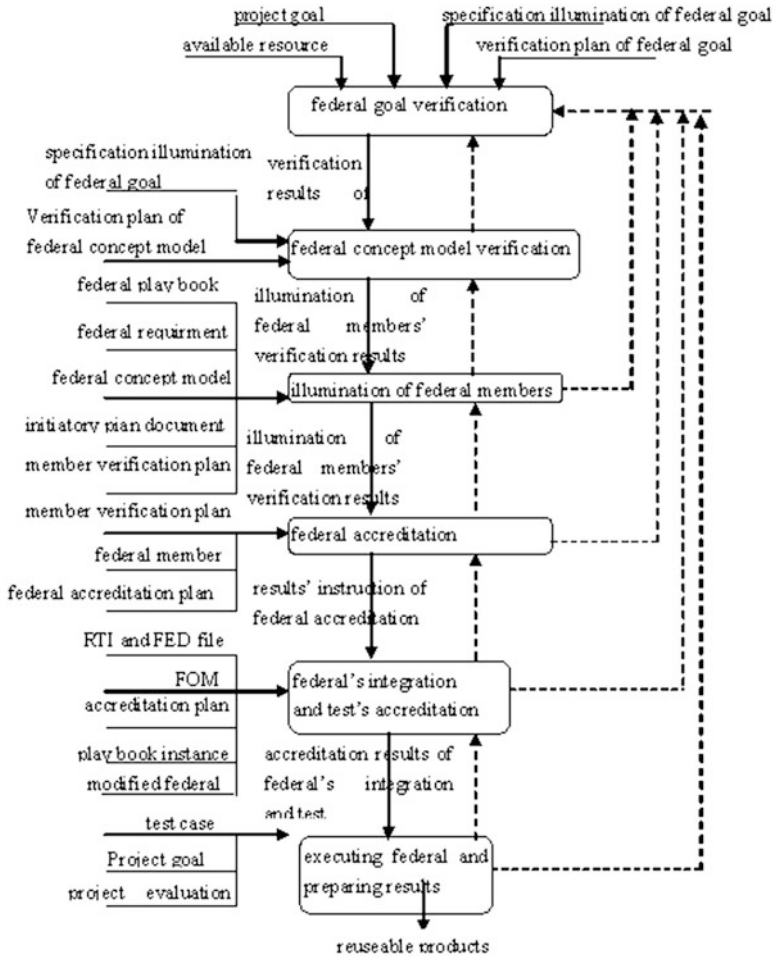 project goal
specification illumination of federal goal
available resource
verification plan of federal goal
federal goal verification
specification illumination
of federal goal
verification
results of
Verification plan of
federal concept model
federal concept model verification
federal play book
illumination of
federal members'
verification results
federal requirment
federal concept model
illumination of federal members
initiatory plan document
member verification plan
illumination of
federal members'
verification results
member verification plan
federal accreditation
federal member
federal accreditation plan
results' instruction of
federal accreditation
RTI and FED file
FOM
accreditation plan
federal's integration
and test's accreditation
play book instance
modified federal
accreditation results of
federal's integration
and test
test case
Project goal
project evaluation
executing federal and
preparing results
reuseable products